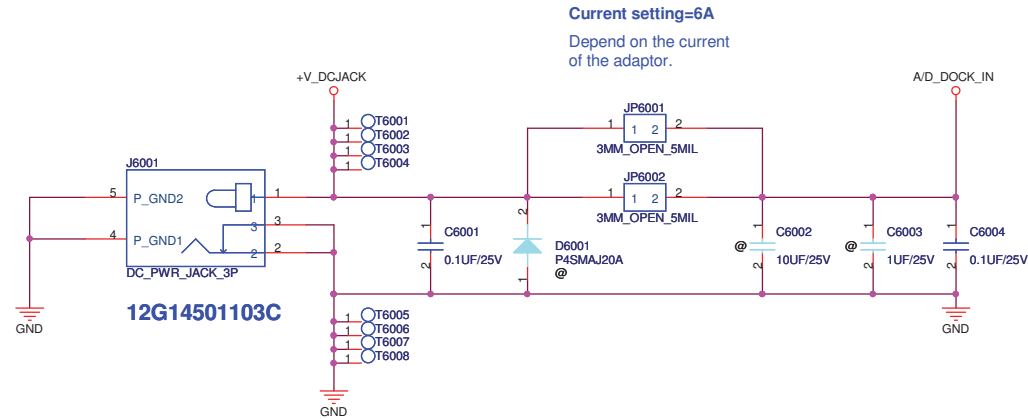 Current setting=6A
Depend on the current
of the adaptor.
+V_DCJACK
A/D_DOCK_IN
1 T6001
1 T6002
1 T6003
1 T6004
JP6001
1 1 2 2
3MM_OPEN_5MIL
J6001
5 P_GND2 1 1
3 3
4 P_GND1 2 2
DC_PWR_JACK_3P
12G14501103C
JP6002
1 1 2 2
3MM_OPEN_5MIL
1 C6001
2 0.1UF/25V
2 D6001
P4SMAJ20A
1 @
1 C6002
@
2 10UF/25V
1 C6003
@
2 1UF/25V
1 C6004
2 0.1UF/25V
GND
GND
1 T6005
1 T6006
1 T6007
1 T6008
GND